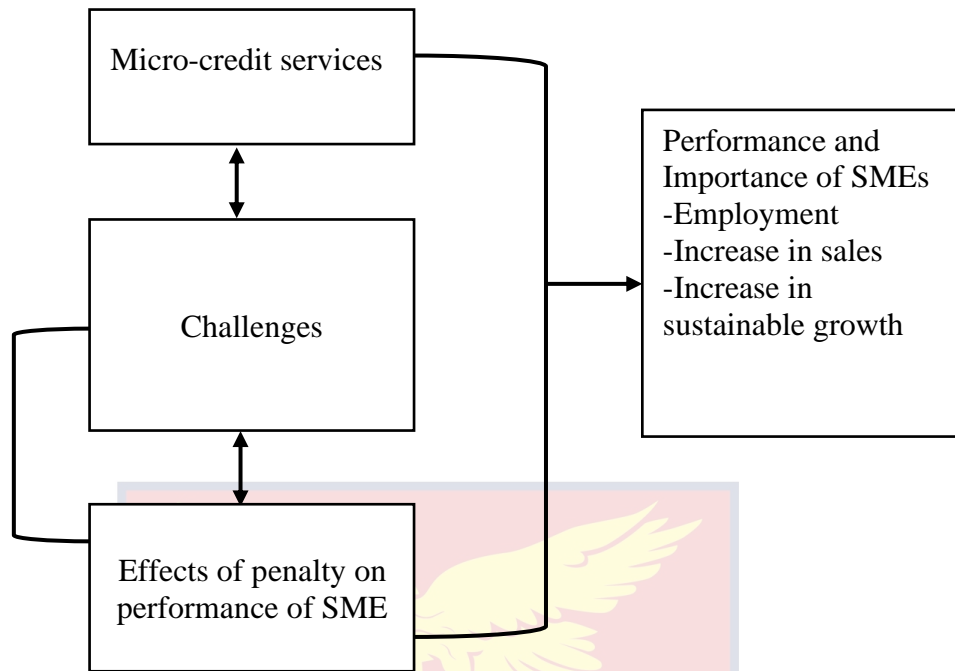 Micro-credit services
Performance and
Importance of SMEs
-Employment
-Increase in sales
-Increase in
sustainable growth
Challenges
Effects of penalty on
performance of SME